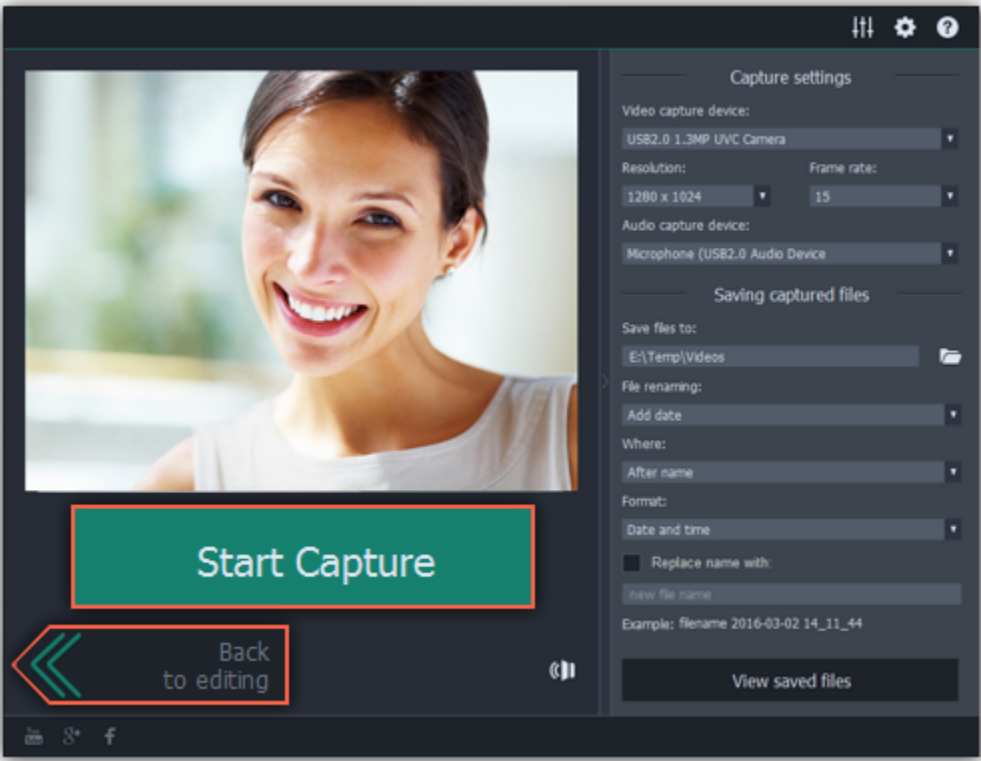 Capture settings
Video capture device:
USB2.0 1.3MP UVC Camera
Resolution: Frame rate:
1280 x 1024 15
Audio capture device:
Microphone (USB2.0 Audio Device
Saving captured files
Save files to:
E:\Temp\Videos
File renaming:
Add date
Where:
After name
Format:
Date and time
Replace name with:
new file name
Example: filename 2016-03-02 14_11_44
View saved files
Start Capture
Back
to editing